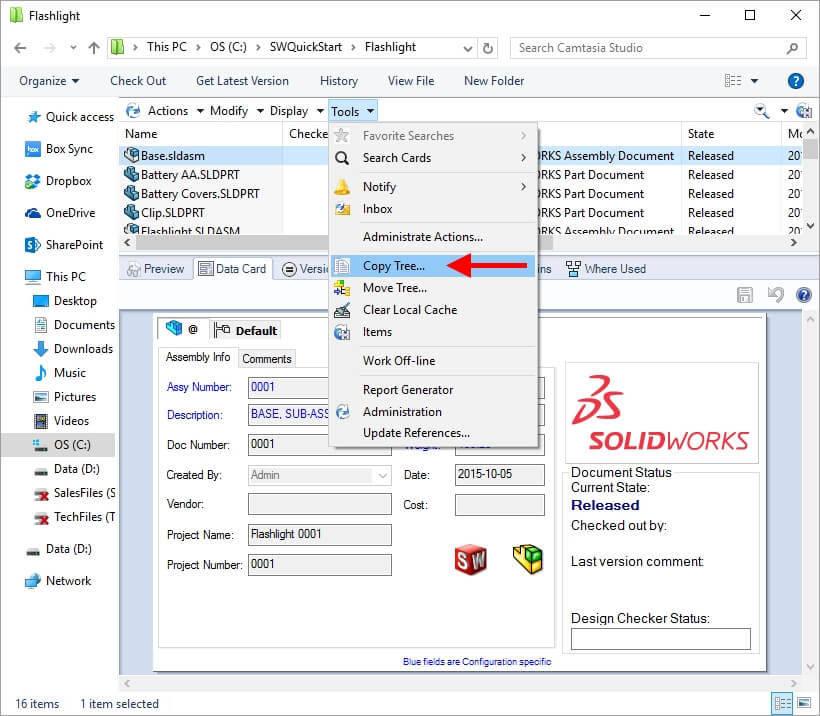 Flashlight
This PC > OS (C:) > SWQuickStart > Flashlight
Search Camtasia Studio
Organize Check Out Get Latest Version History View File New Folder
Quick access
Box Sync
Dropbox
OneDrive
SharePoint
This PC
Desktop
Documents
Downloads
Music
Pictures
Videos
OS (C:)
Data (D:)
SalesFiles (S
TechFiles (T
Data (D:)
Network
Actions Modify Display Tools
Name Checke State Mo
Base.sldasm RKS Assembly Document Released 20
Battery AA.SLDPRT RKS Part Document Released 20
Battery Covers.SLDPRT RKS Part Document Released 20
Clip.SLDPRT RKS Part Document Released 20
Flashlight.SLDASM RKS Assembly Document Released 20
Favorite Searches
Search Cards
Notify
Inbox
Administrate Actions...
Copy Tree...
Move Tree...
Clear Local Cache
Items
Work Off-line
Report Generator
Administration
Update References...
Preview Data Card Versi ins Where Used
@ Default
Assembly Info Comments
Assy Number: 0001
Description: BASE, SUB-ASS
Doc Number: 0001 Weight:
Created By: Admin Date: 2015-10-05
Vendor: Cost:
Project Name: Flashlight 0001
Project Number: 0001
SW
Blue fields are Configuration specific
SOLIDWORKS
Document Status
Current State:
Released
Checked out by:
Last version comment:
Design Checker Status:
16 items 1 item selected